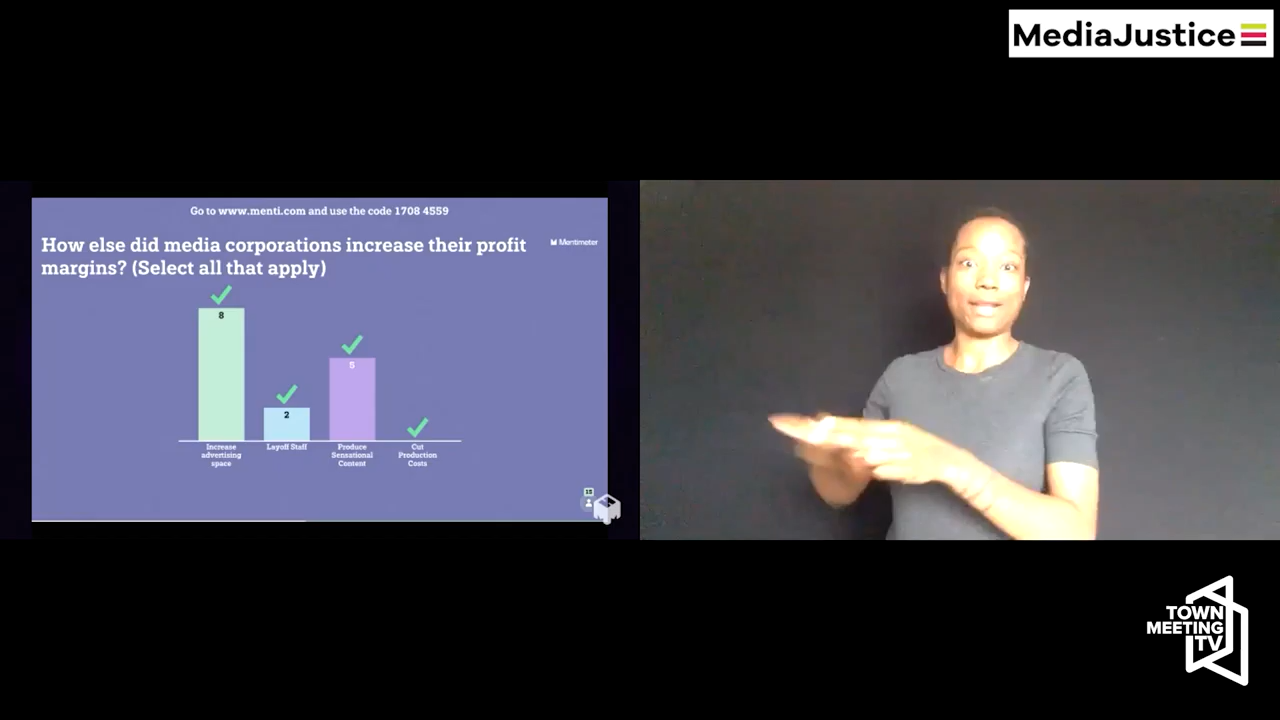 MediaJustice
Go to www.menti.com and use the code 1708 4559
How else did media corporations increase their profit
margins? (Select all that apply)
Mentimeter
8
2
5
Increase
advertising
space
Layoff Staff
Produce
Sensational
Content
Cut
Production
Costs
TOWN
MEETING
TV